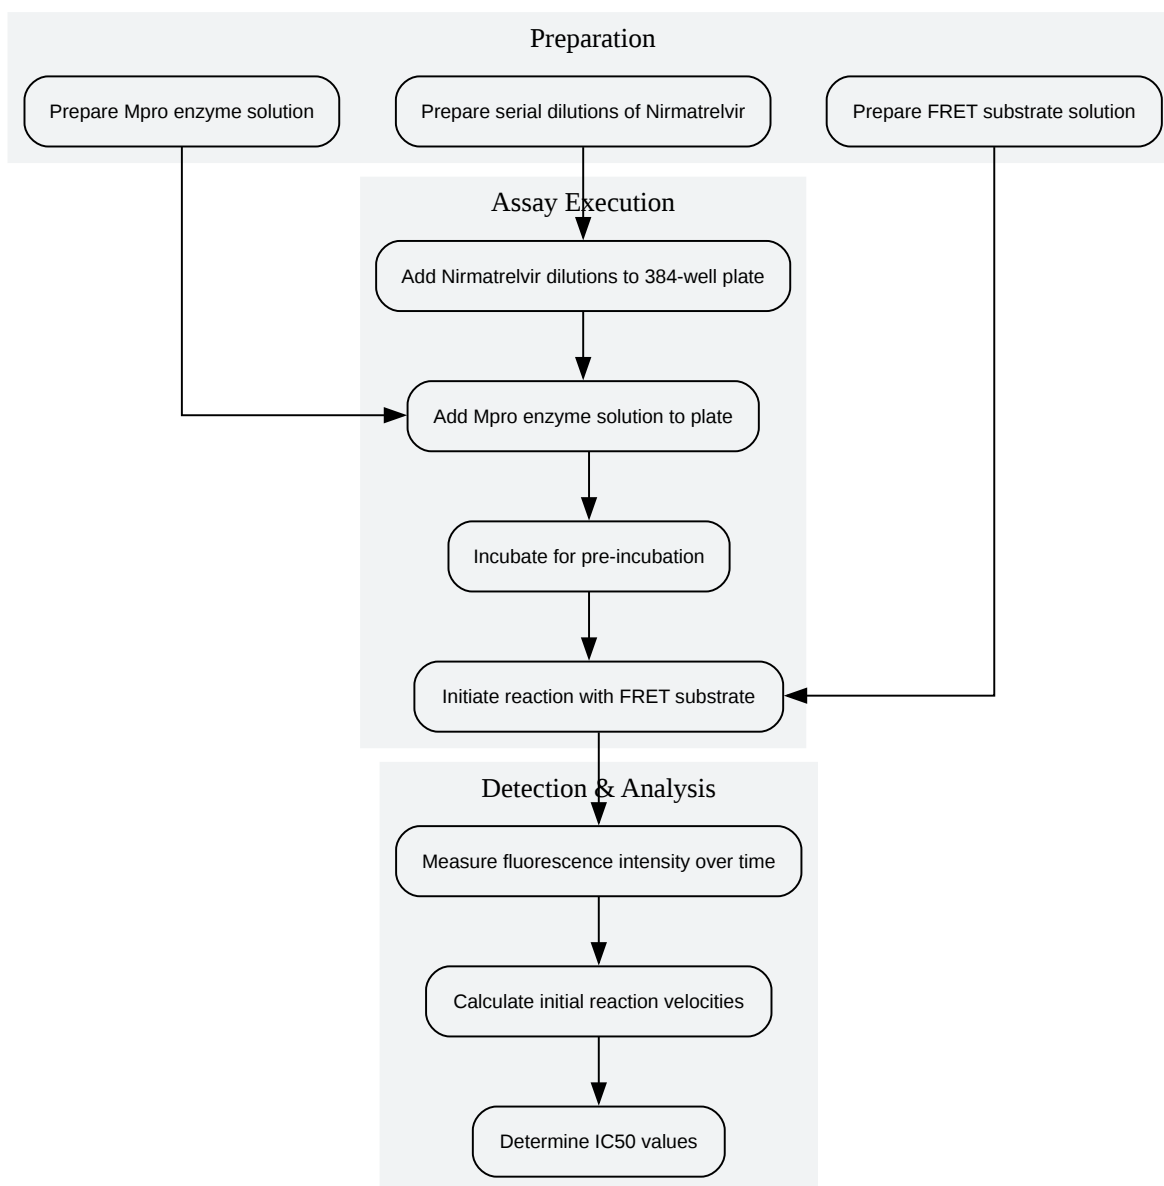 Preparation
Prepare Mpro enzyme solution
Prepare serial dilutions of Nirmatrelvir
Prepare FRET substrate solution
Assay Execution
Add Nirmatrelvir dilutions to 384-well plate
Add Mpro enzyme solution to plate
Incubate for pre-incubation
Initiate reaction with FRET substrate
Detection & Analysis
Measure fluorescence intensity over time
Calculate initial reaction velocities
Determine IC50 values